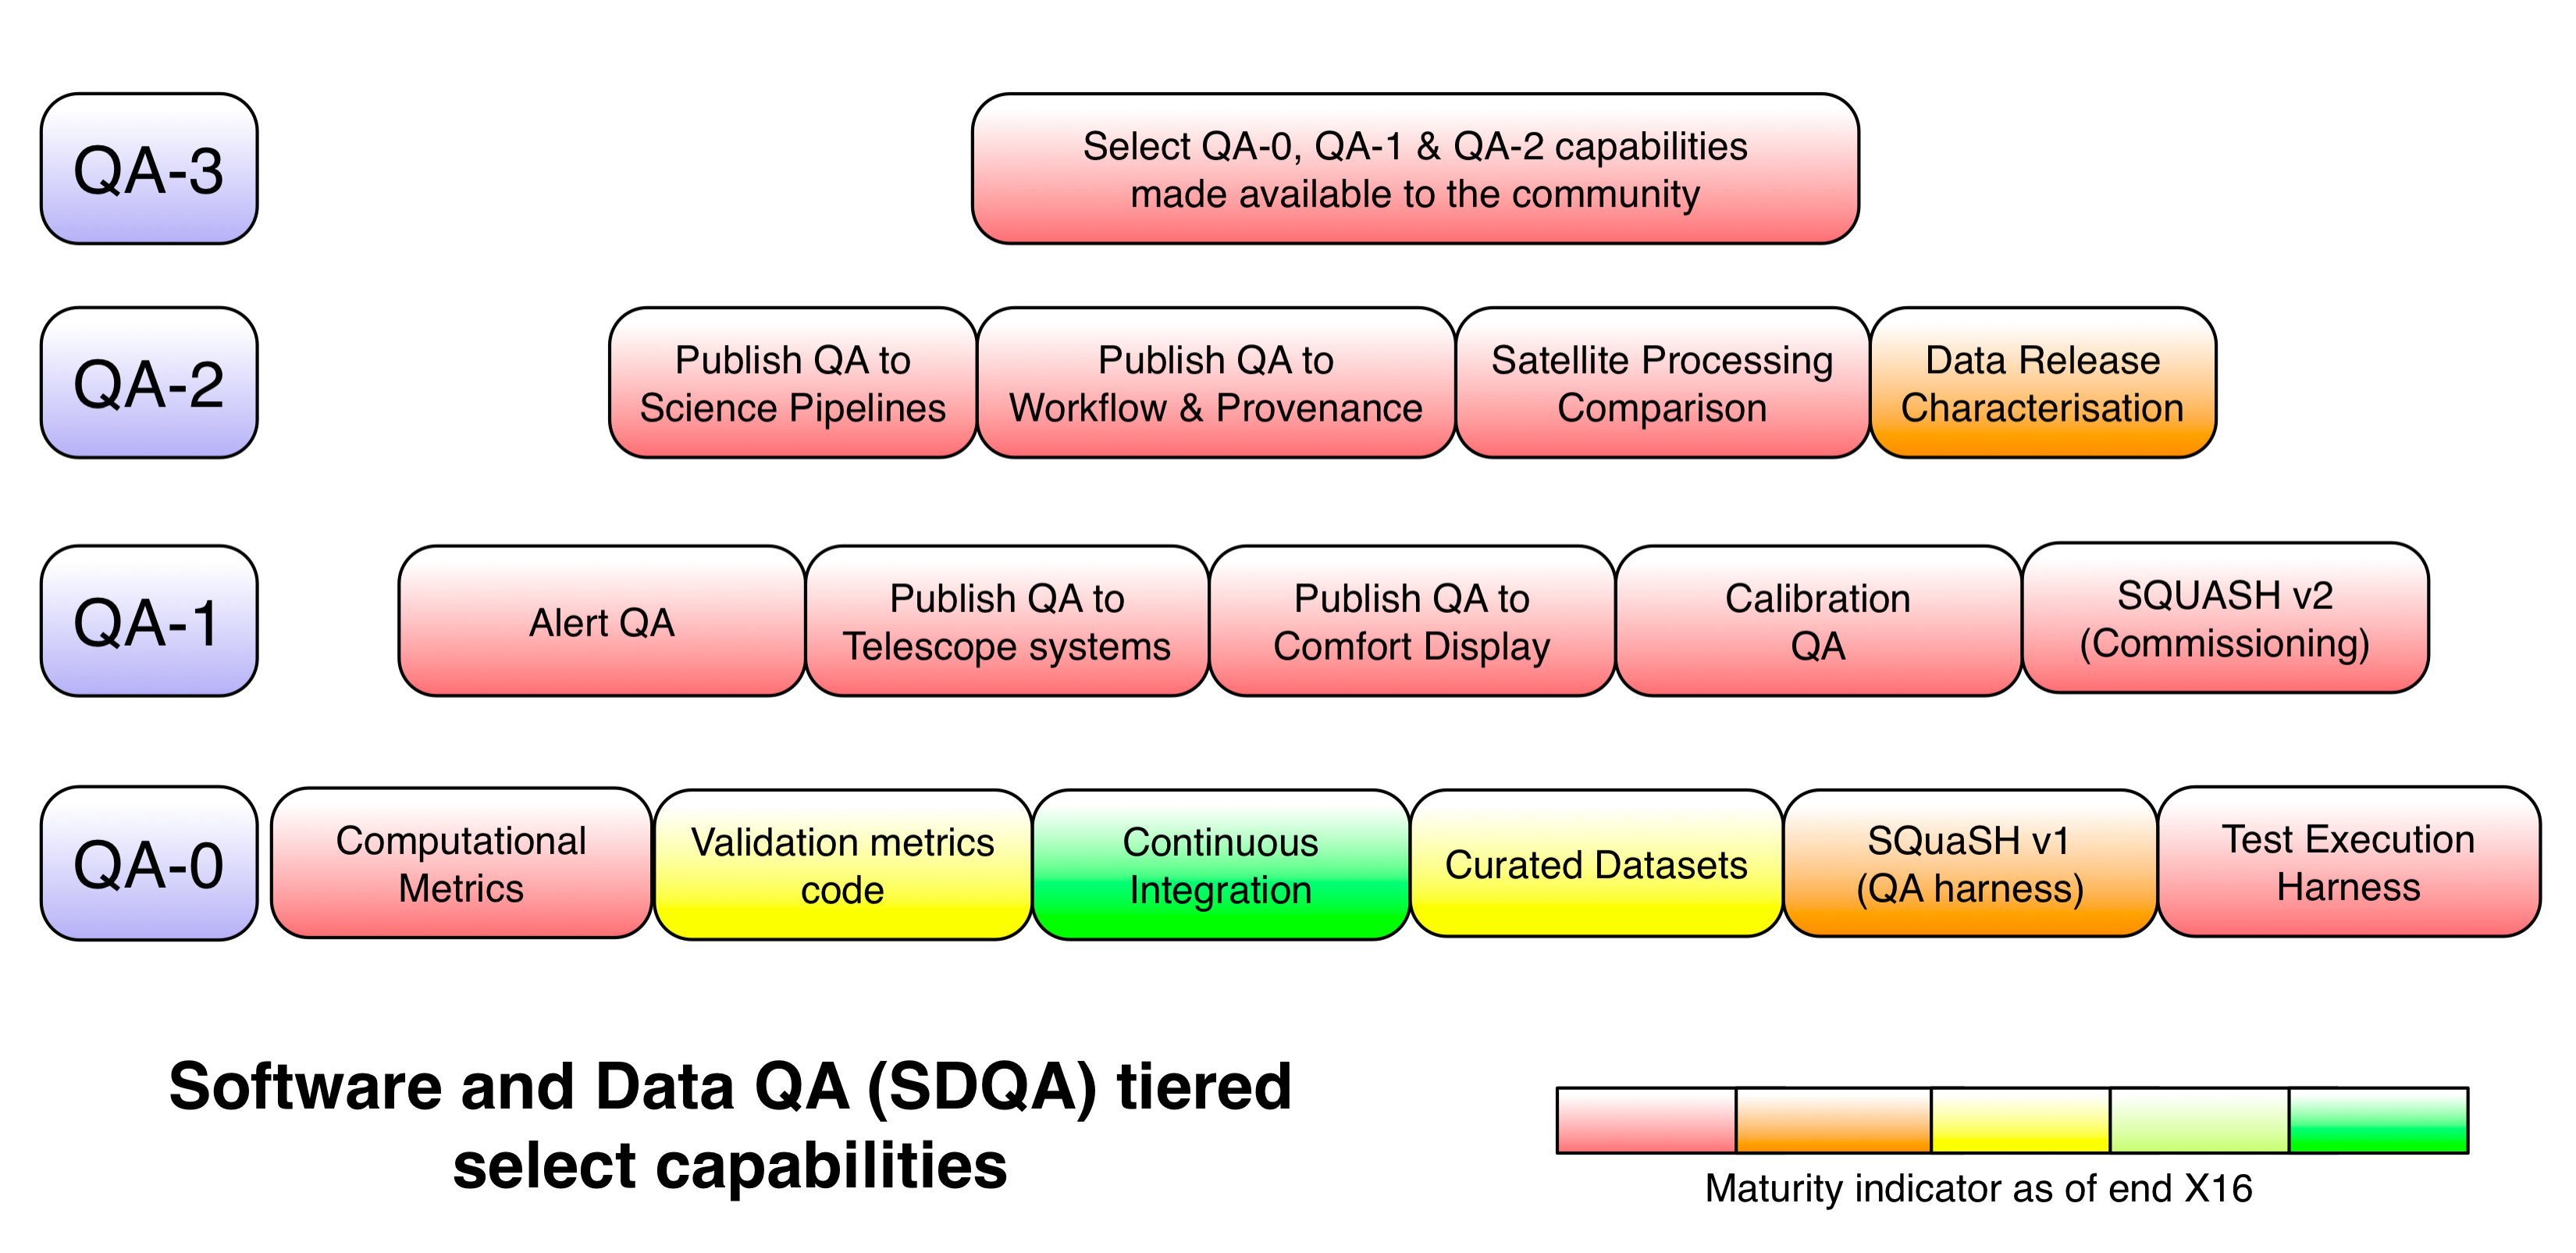 QA-3
Select QA-0, QA-1 & QA-2 capabilities
made available to the community
QA-2
Publish QA to
Science Pipelines
Publish QA to
Workflow & Provenance
Satellite Processing
Comparison
Data Release
Characterisation
QA-1
Alert QA
Publish QA to
Telescope systems
Publish QA to
Comfort Display
Calibration
QA
SQUASH v2
(Commissioning)
QA-0
Computational
Metrics
Validation metrics
code
Continuous
Integration
Curated Datasets
SQuaSH v1
(QA harness)
Test Execution
Harness
Software and Data QA (SDQA) tiered
select capabilities
Maturity indicator as of end X16